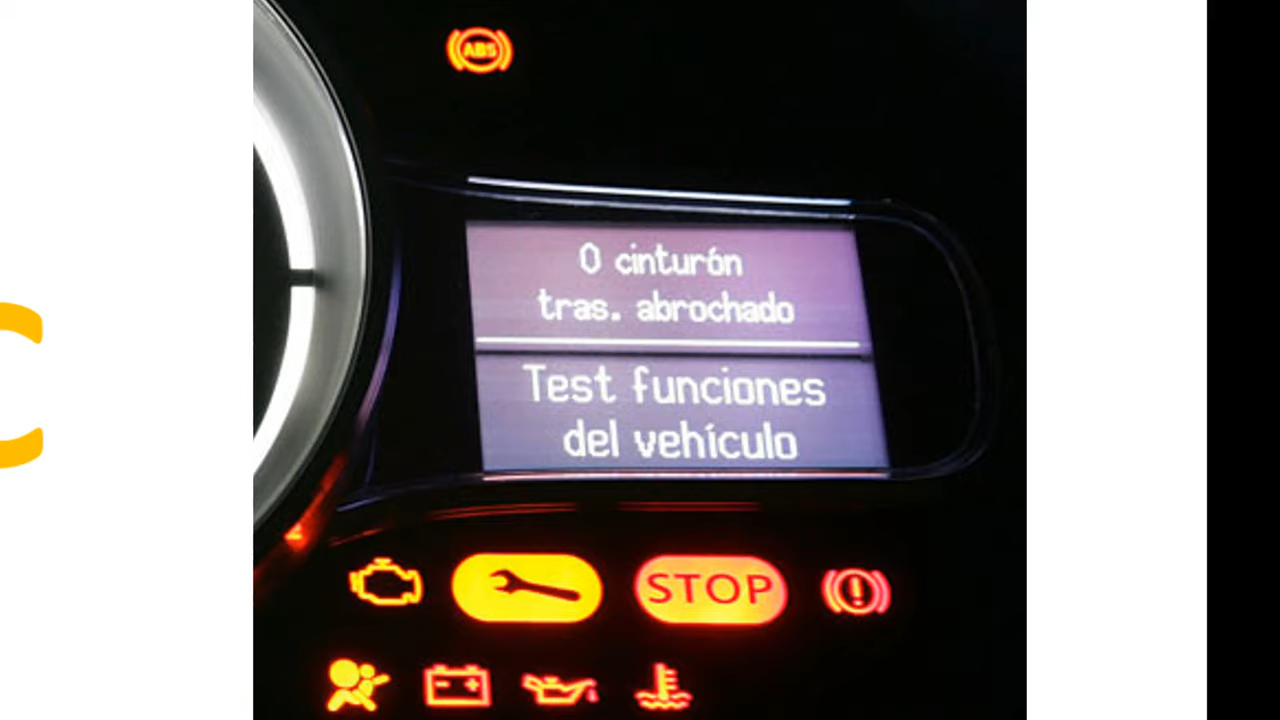 ABS
0 cinturón
tras. abrochado
Test funciones
del vehículo
STOP